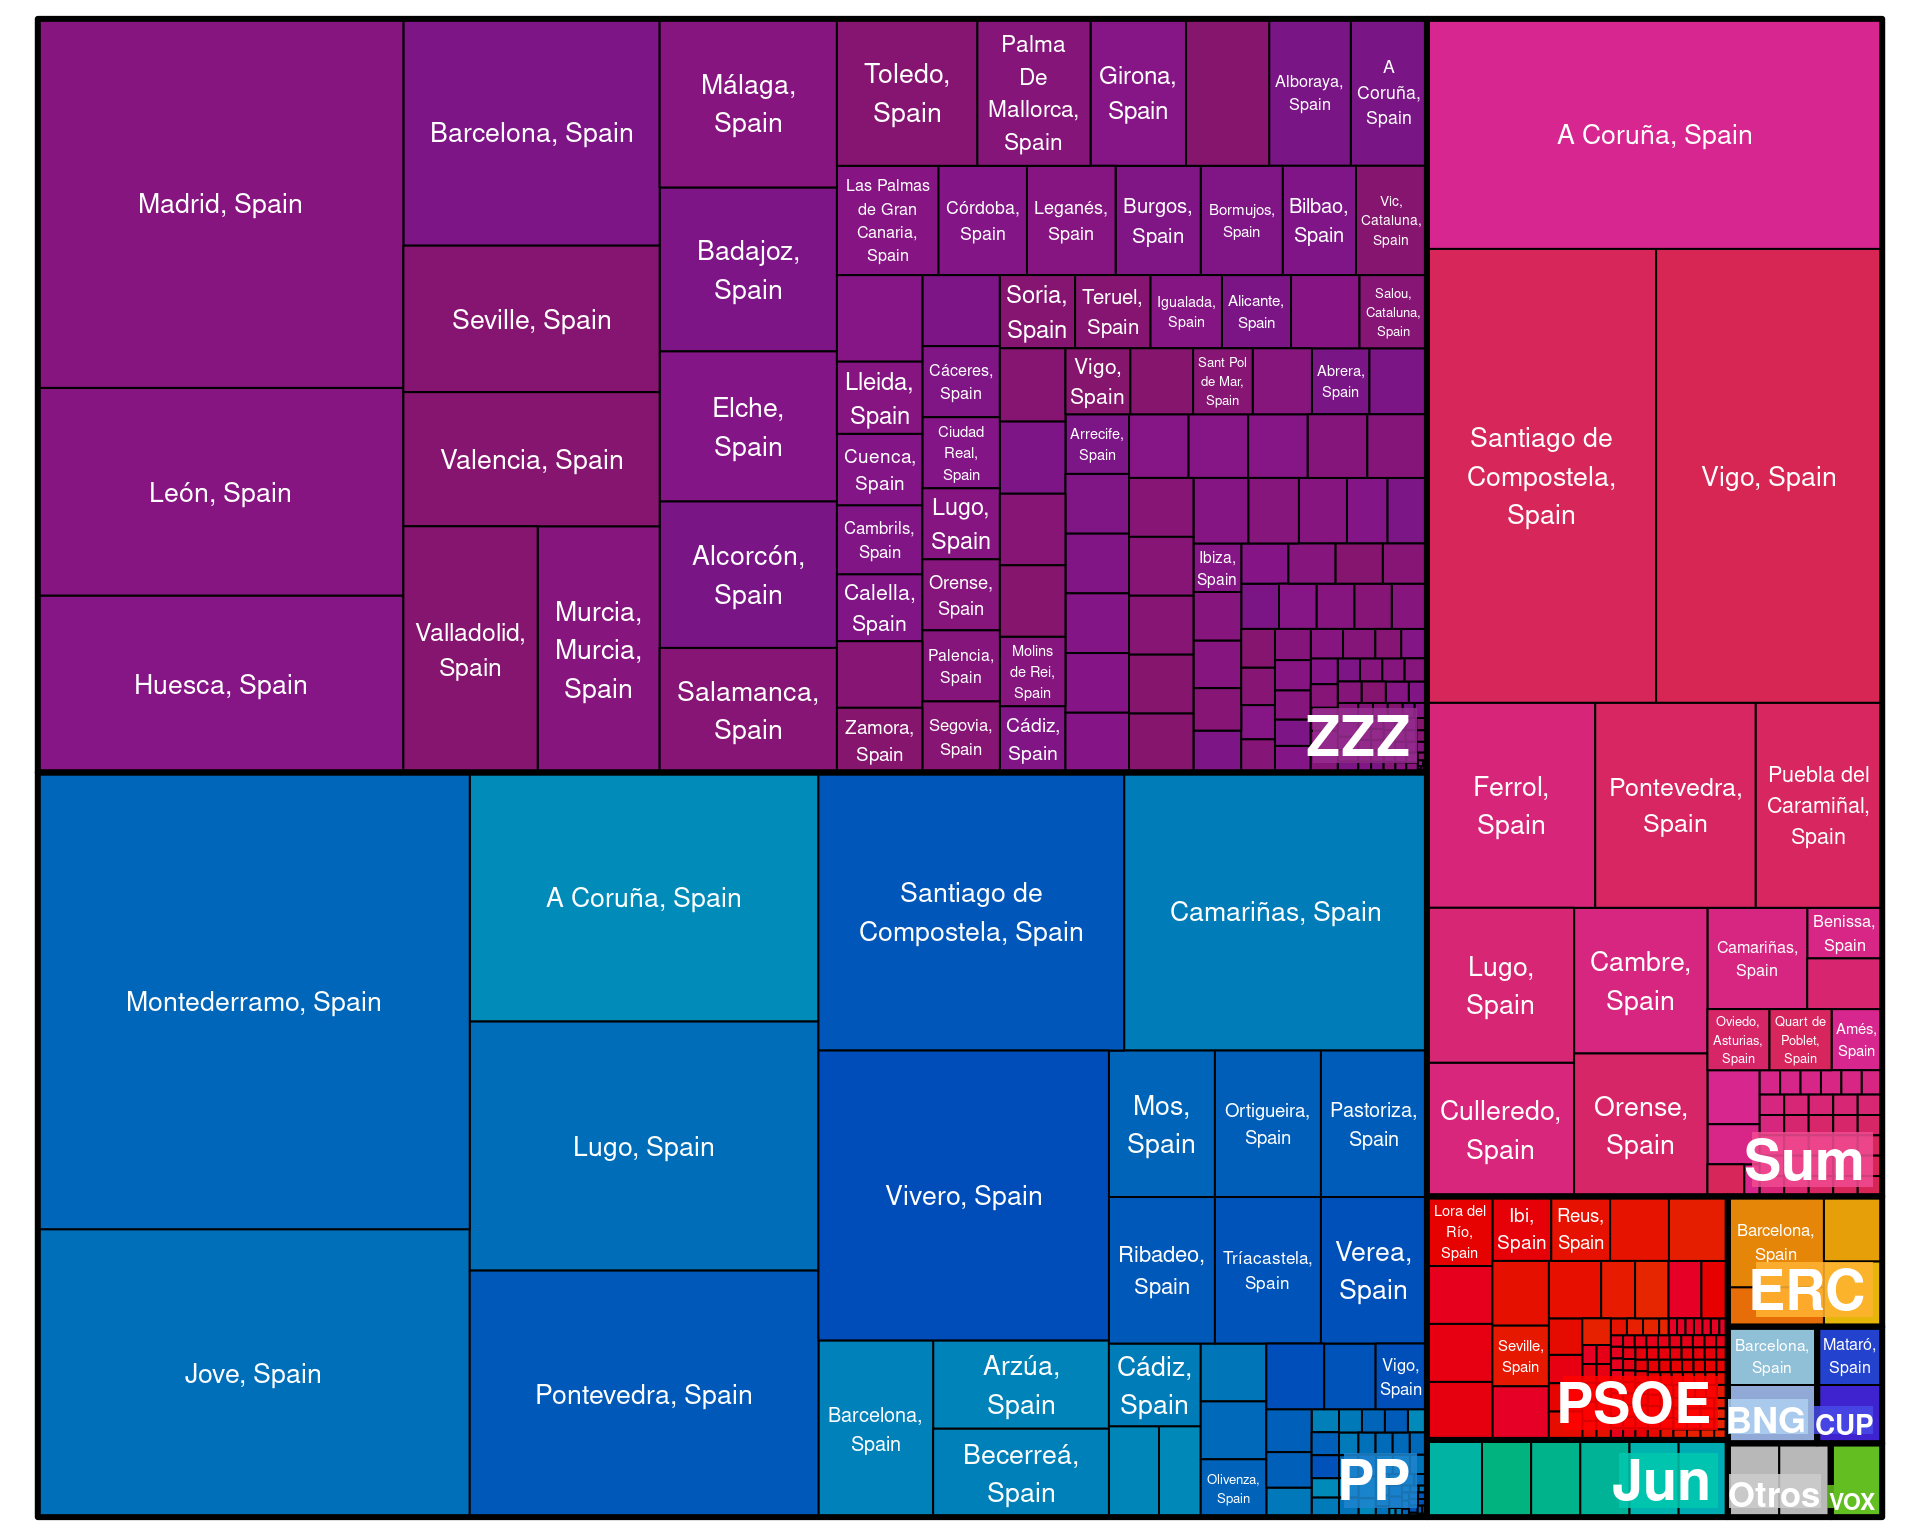 Madrid, Spain
León, Spain
Huesca, Spain
Barcelona, Spain
Seville, Spain
Valencia, Spain
Valladolid,
Spain
Murcia,
Murcia,
Spain
Málaga,
Spain
Badajoz,
Spain
Elche,
Spain
Alcorcón,
Spain
Salamanca,
Spain
Toledo,
Spain
Palma
De
Mallorca,
Spain
Girona,
Spain
Alboraya,
Spain
A
Coruña,
Spain
Las Palmas
de Gran
Canaria,
Spain
Córdoba,
Spain
Leganés,
Spain
Burgos,
Spain
Bormujos,
Spain
Bilbao,
Spain
Vic,
Cataluna,
Spain
Lleida,
Spain
Cuenca,
Spain
Cambrils,
Spain
Calella,
Spain
Zamora,
Spain
Cáceres,
Spain
Ciudad
Real,
Spain
Lugo,
Spain
Orense,
Spain
Palencia,
Spain
Segovia,
Spain
Soria,
Spain
Teruel,
Spain
Igualada,
Spain
Alicante,
Spain
Salou,
Cataluna,
Spain
Vigo,
Spain
Sant Pol
de Mar,
Spain
Abrera,
Spain
Arrecife,
Spain
Ibiza,
Spain
Molins
de Rei,
Spain
Cádiz,
Spain
ZZZ
Montederramo, Spain
Jove, Spain
A Coruña, Spain
Lugo, Spain
Pontevedra, Spain
Santiago de
Compostela, Spain
Camariñas, Spain
Vivero, Spain
Mos,
Spain
Ortigueira,
Spain
Pastoriza,
Spain
Ribadeo,
Spain
Tríacastela,
Spain
Verea,
Spain
Barcelona,
Spain
Arzúa,
Spain
Becerreá,
Spain
Cádiz,
Spain
Vigo,
Spain
Olivenza,
Spain
PP
A Coruña, Spain
Santiago de
Compostela,
Spain
Vigo, Spain
Ferrol,
Spain
Pontevedra,
Spain
Puebla del
Caramiñal,
Spain
Lugo,
Spain
Cambre,
Spain
Camariñas,
Spain
Benissa,
Spain
Oviedo,
Asturias,
Spain
Quart de
Poblet,
Spain
Amés,
Spain
Culleredo,
Spain
Orense,
Spain
Sum
Lora del
Río,
Spain
Ibi,
Spain
Reus,
Spain
Seville,
Spain
PSOE
Barcelona,
Spain
ERC
Barcelona,
Spain
BNG
Mataró,
Spain
CUP
Jun
Otros
VOX